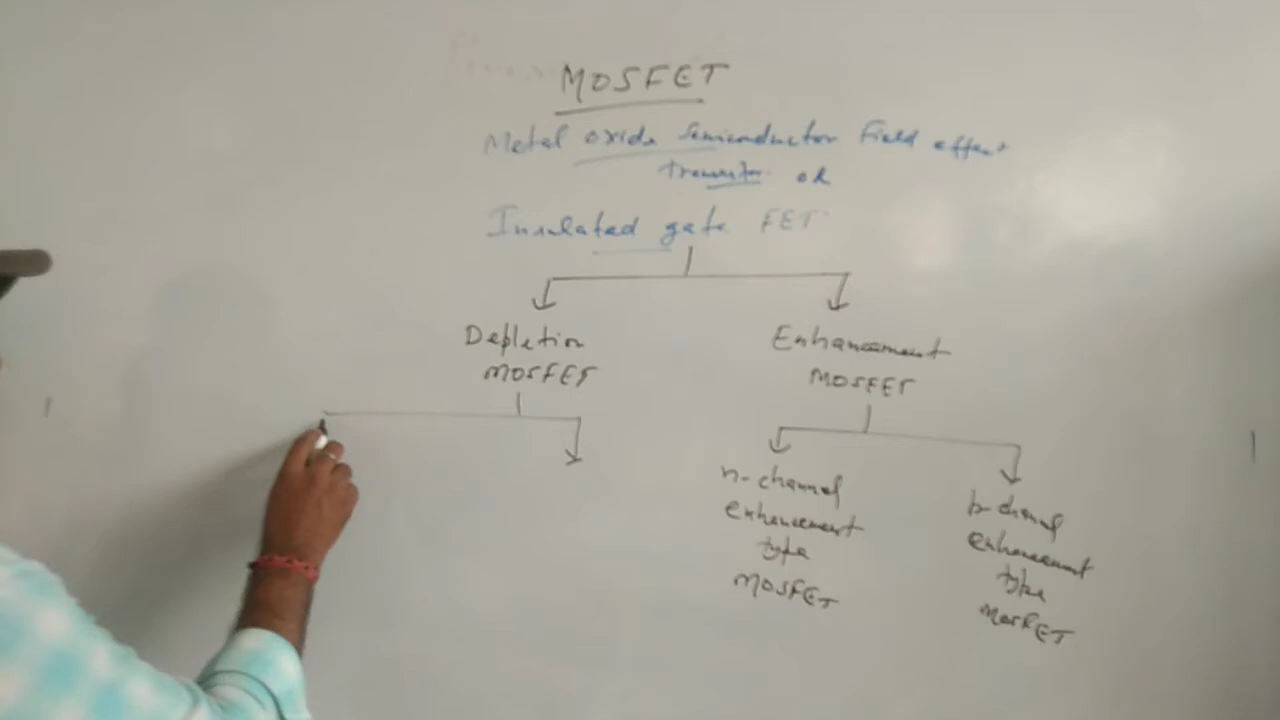 MOSFET
Metal oxide Semiconductor Field effect
transistor or
Insulated gate FET
Depletion
MOSFET
Enhancement
MOSFET
n-channel
enhancement
type
MOSFET
p-channel
enhancement
type
MOSFET